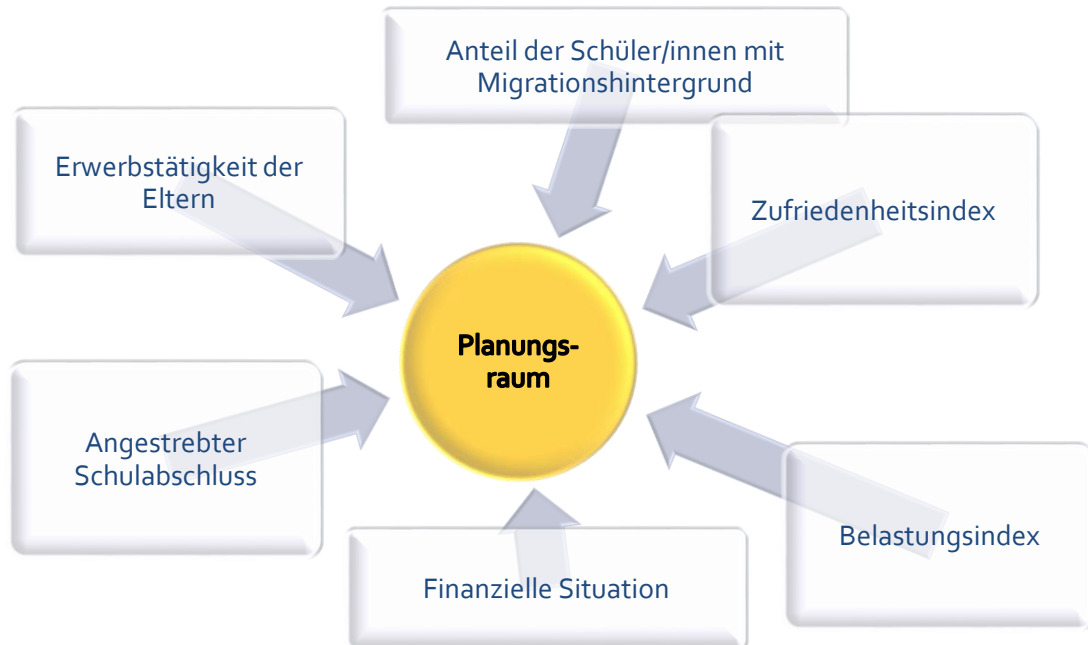 Anteil der Schüler/innen mit
Migrationshintergrund
Erwerbstätigkeit der
Eltern
Zufriedenheitsindex
Planungs-
raum
Angestrebter
Schulabschluss
Belastungsindex
Finanzielle Situation